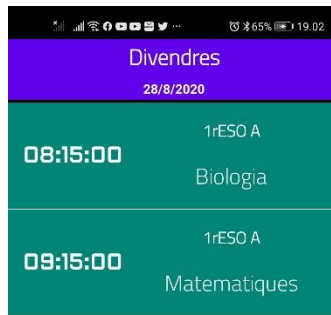 65% 19.02
Divendres
28/8/2020
1rESO A
08:15:00
Biologia
1rESO A
09:15:00
Matematiques